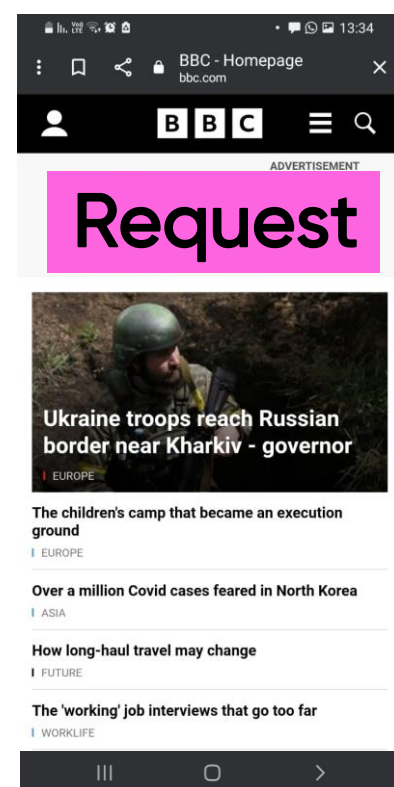 13:34
BBC - Homepage
bbc.com
BBC
ADVERTISEMENT
Request
Ukraine troops reach Russian
border near Kharkiv - governor
EUROPE
The children's camp that became an execution
ground
EUROPE
Over a million Covid cases feared in North Korea
ASIA
How long-haul travel may change
FUTURE
The 'working' job interviews that go too far
WORKLIFE